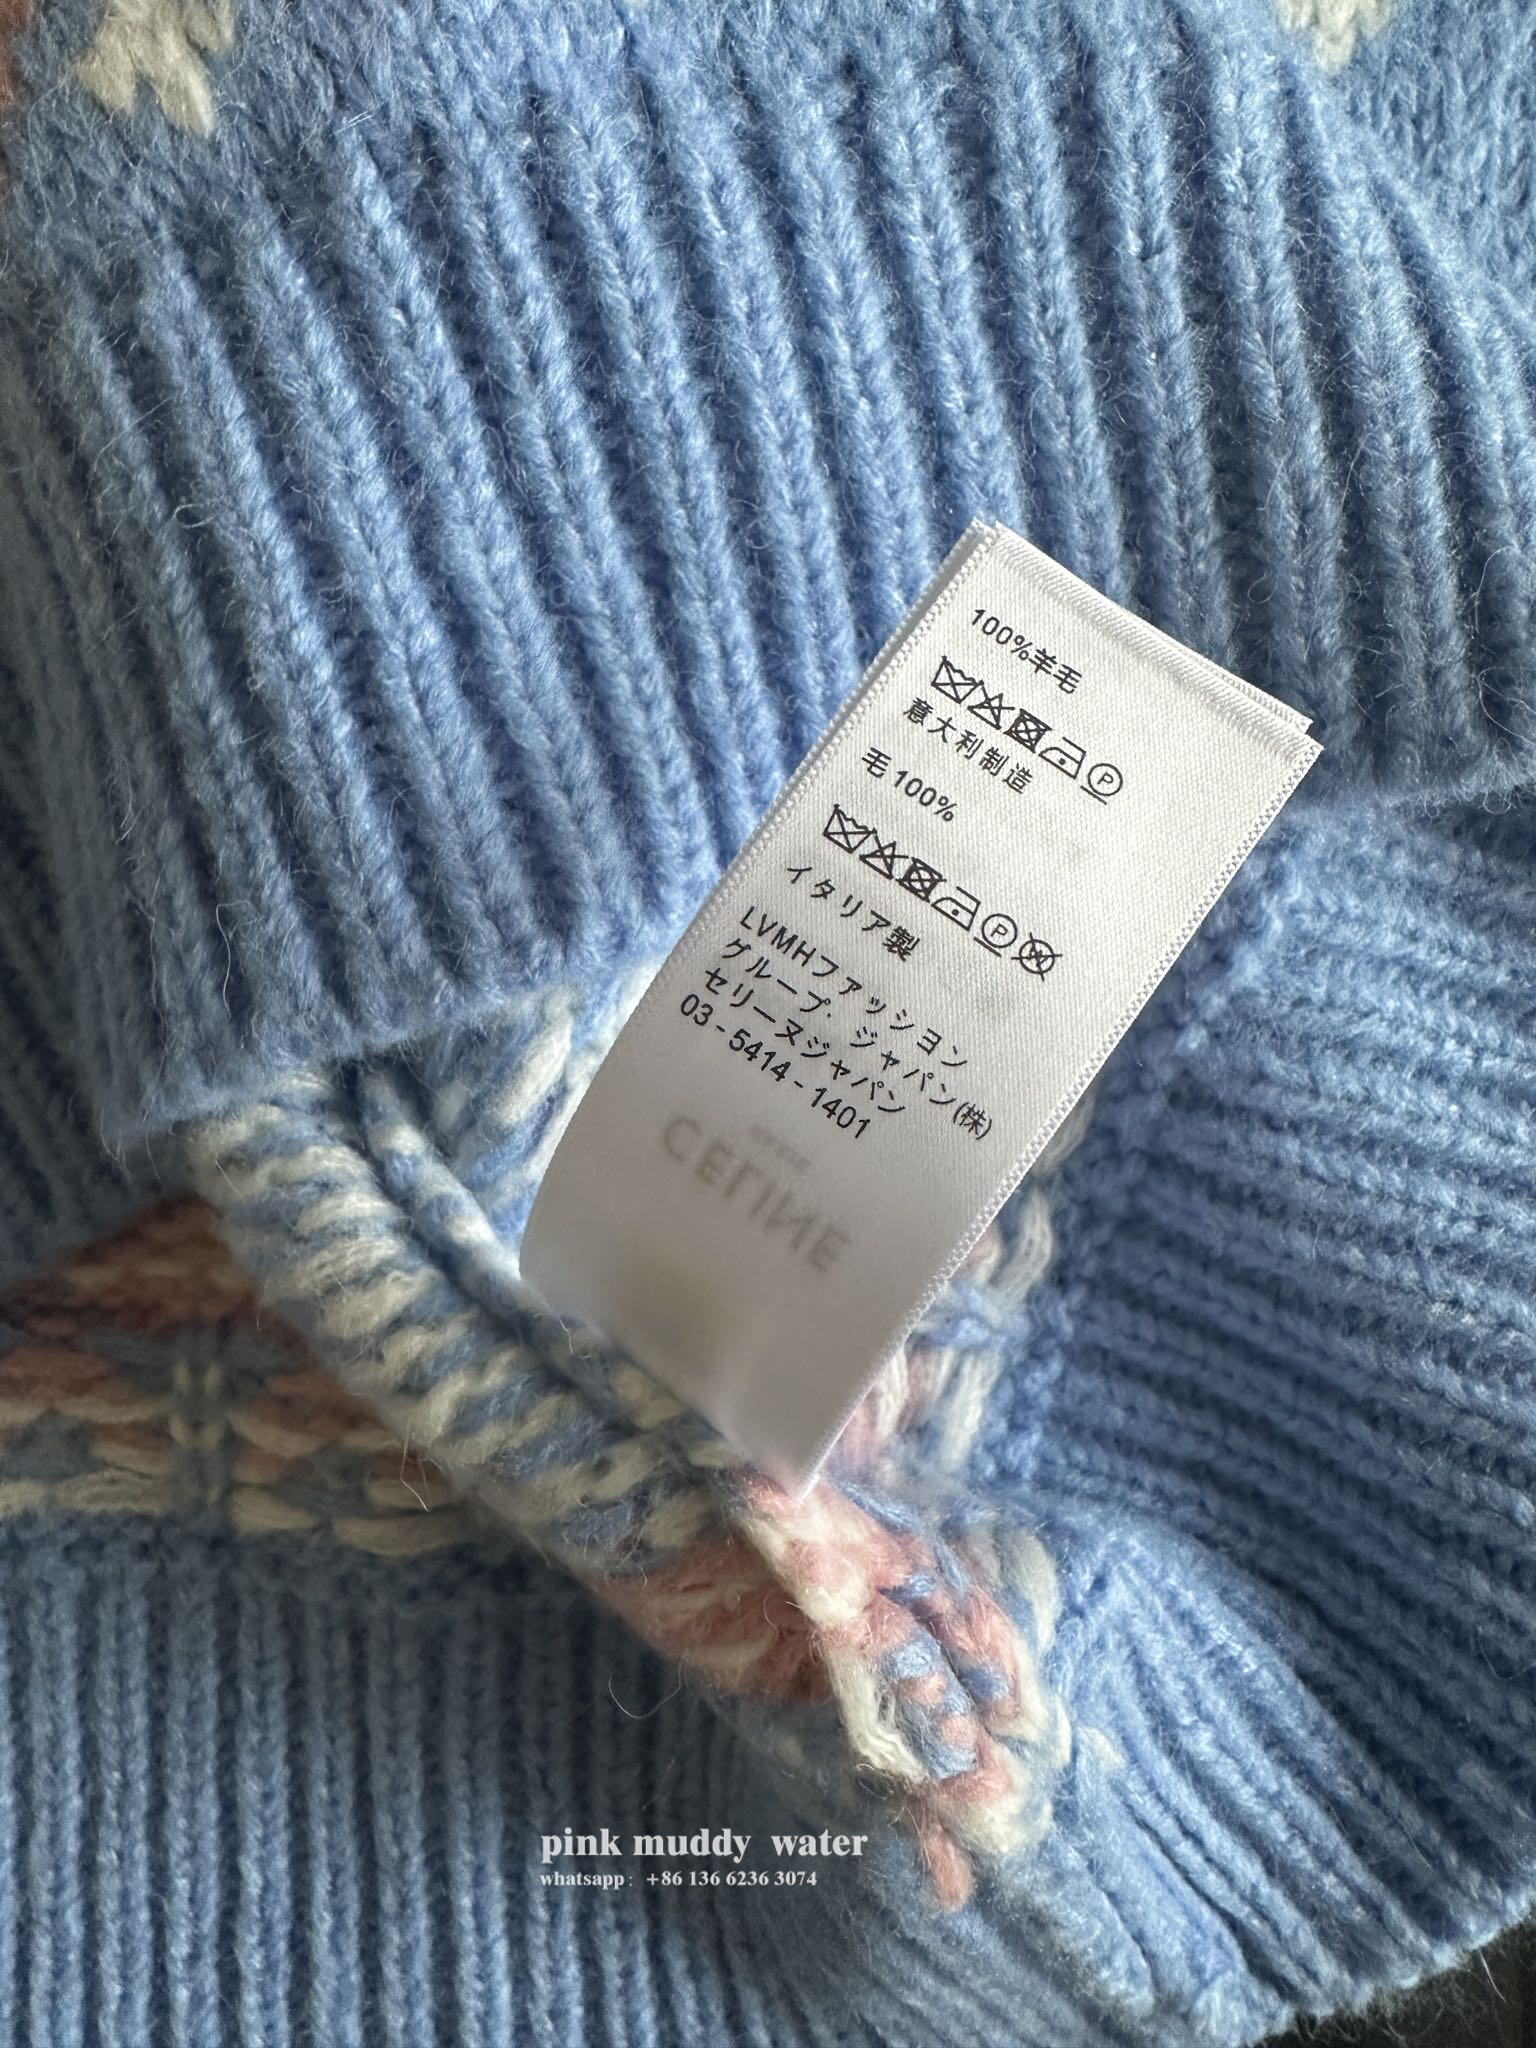 100%羊毛
意大利制造
毛 100%
P
イタリア製
LVMHファッション
グループ・ジャパン(株)
セリーヌジャパン
03-5414-1401
CELINE
pink muddy water
whatsapp: +86 136 6236 3074